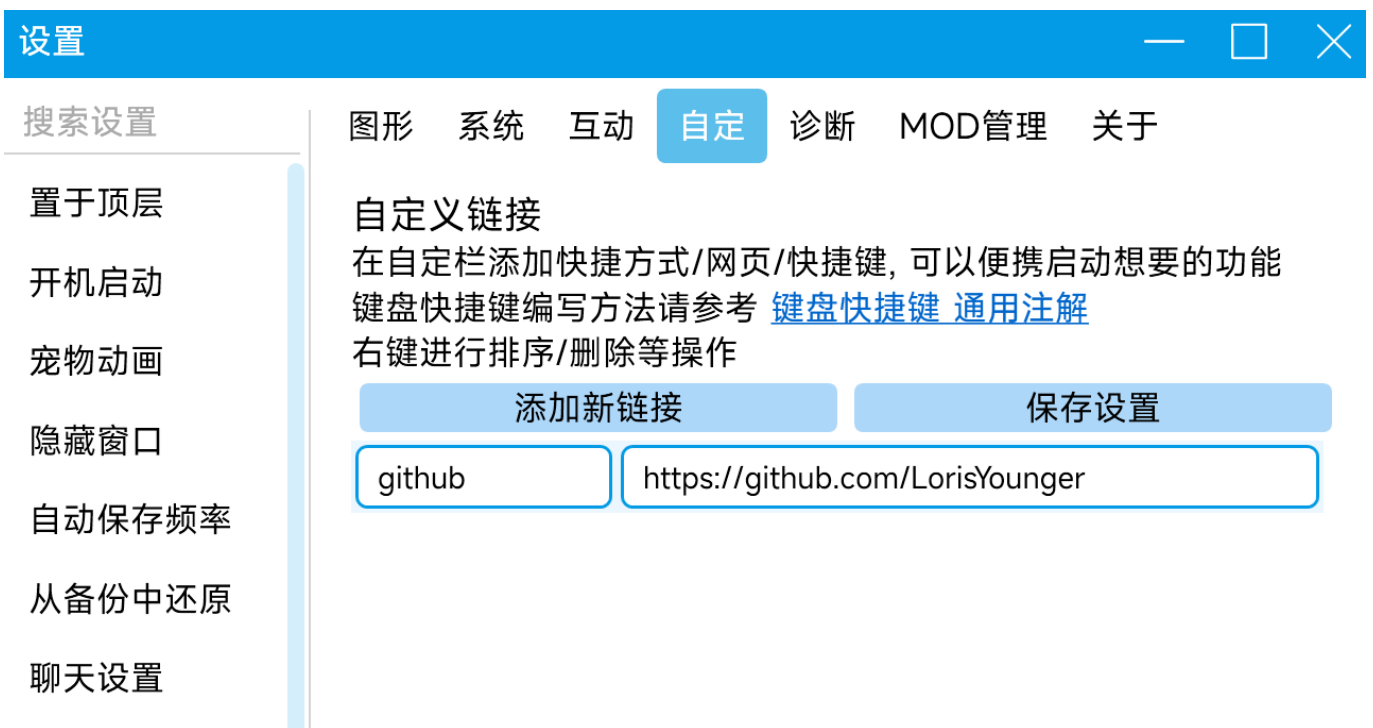 设置
搜索设置
置于顶层
开机启动
宠物动画
隐藏窗口
自动保存频率
从备份中还原
聊天设置
图形 系统 互动 自定 诊断 MOD管理 关于
自定义链接
在自定栏添加快捷方式/网页/快捷键, 可以便携启动想要的功能
键盘快捷键编写方法请参考 键盘快捷键 通用注解
右键进行排序/删除等操作
添加新链接 保存设置
github https://github.com/LorisYounger